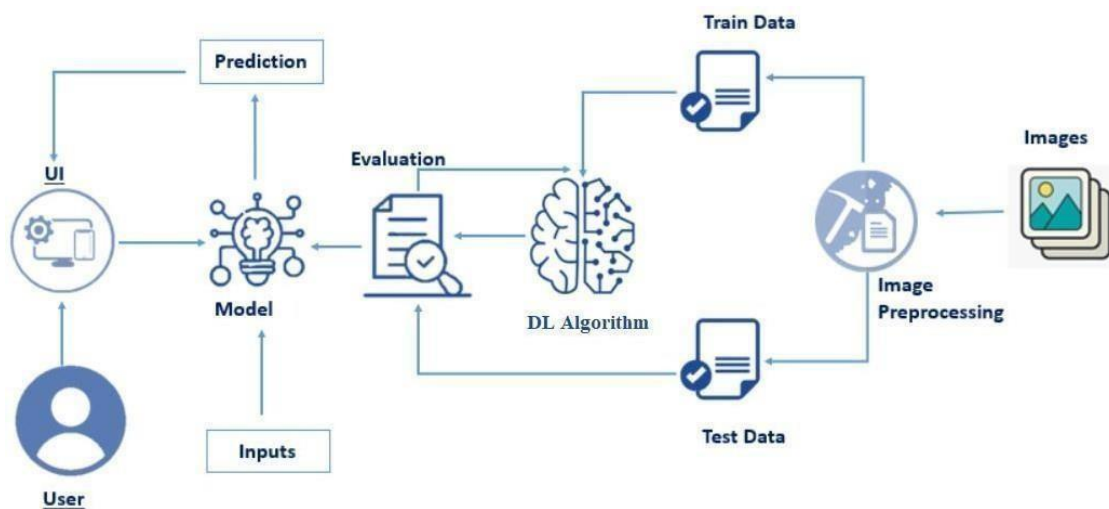 Train Data
Prediction
Images
Evaluation
UI
Model
Image
Preprocessing
DL Algorithm
Test Data
Inputs
User